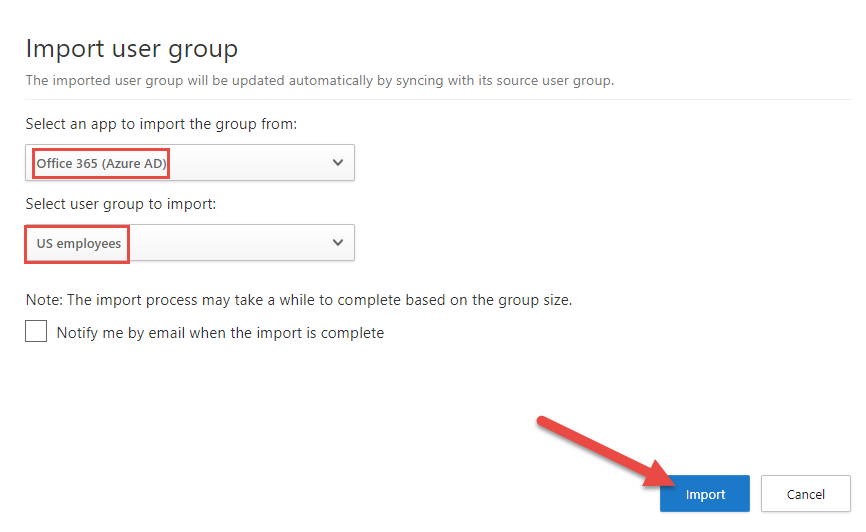 Import user group
The imported user group will be updated automatically by syncing with its source user group.
Select an app to import the group from:
Office 365 (Azure AD)
Select user group to import:
US employees
Note: The import process may take a while to complete based on the group size.
Notify me by email when the import is complete
Import
Cancel